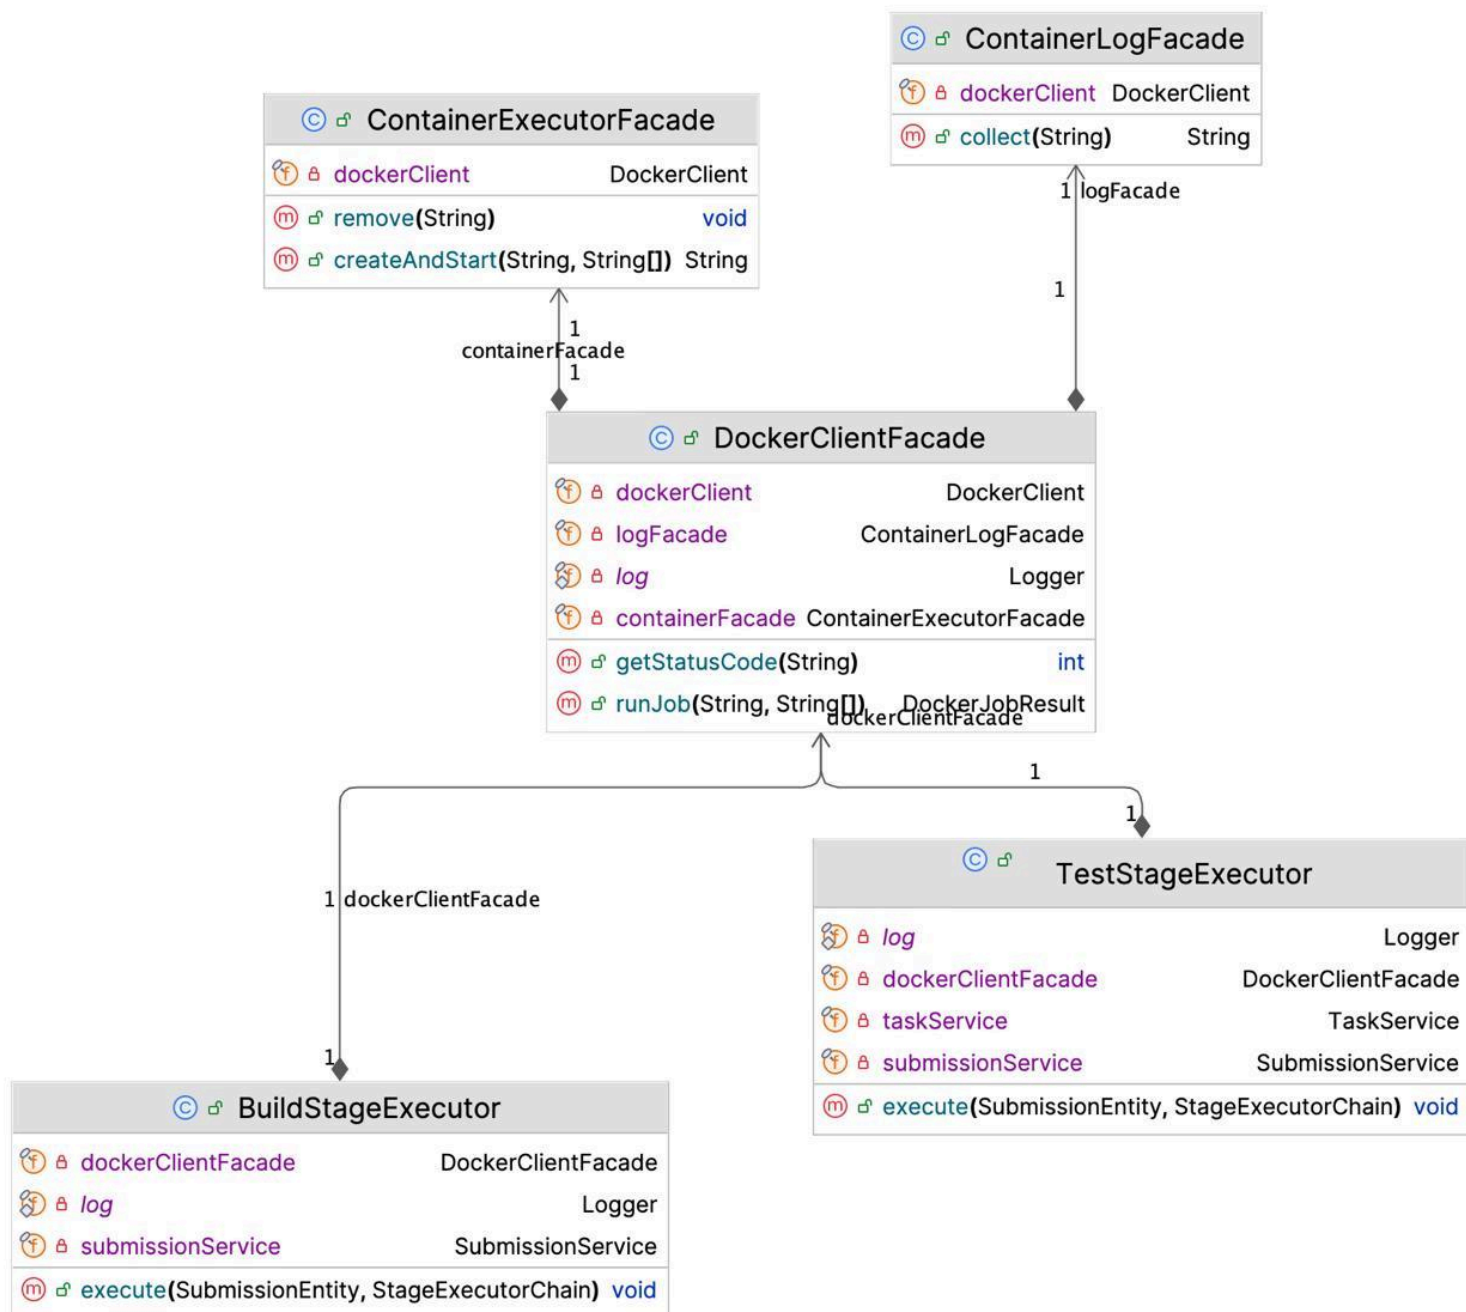 ContainerLogFacade
dockerClient DockerClient
collect(String) String
ContainerExecutorFacade
dockerClient DockerClient
remove(String) void
createAndStart(String, String[]) String
1 logFacade
1
1
containerFacade
1
DockerClientFacade
dockerClient DockerClient
logFacade ContainerLogFacade
log Logger
containerFacade ContainerExecutorFacade
getStatusCode(String) int
runJob(String, String[]) DockerJobResult
dockerClientFacade
1
1
TestStageExecutor
log Logger
dockerClientFacade DockerClientFacade
taskService TaskService
submissionService SubmissionService
execute(SubmissionEntity, StageExecutorChain) void
1 dockerClientFacade
1
BuildStageExecutor
dockerClientFacade DockerClientFacade
log Logger
submissionService SubmissionService
execute(SubmissionEntity, StageExecutorChain) void